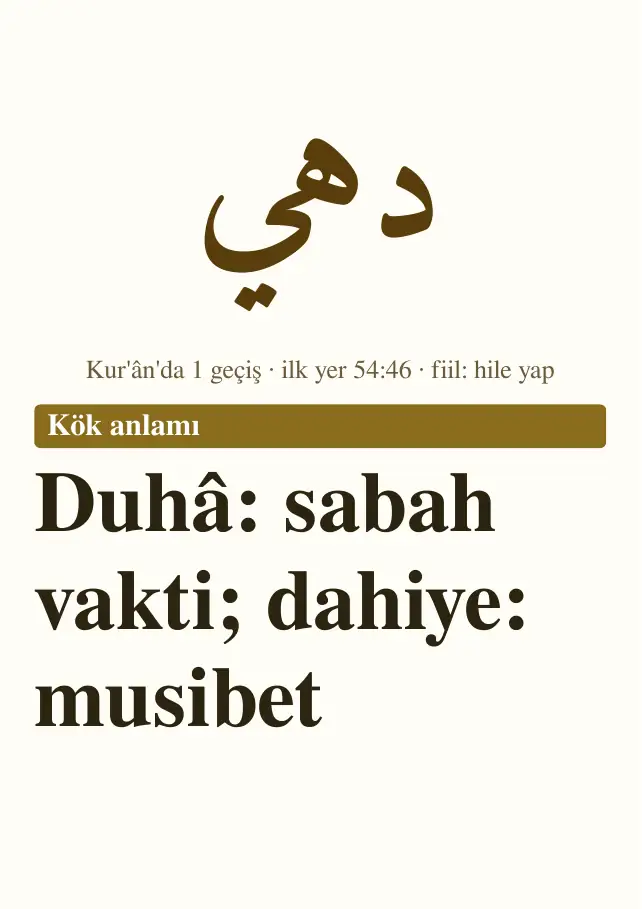 دهي
Kur'ân'da 1 geçiş · ilk yer 54:46 · fiil: hile yap
Kök anlamı
Duhâ: sabah
vakti; dahiye:
musibet